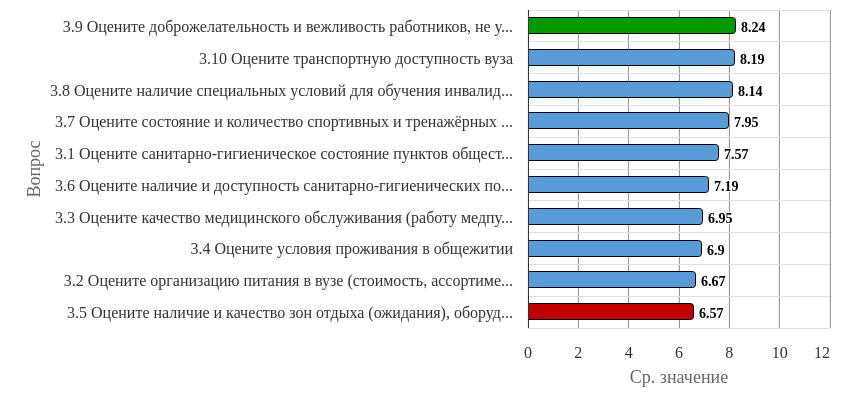 3.9 Оцените доброжелательность и вежливость работников, не у... 8.24
3.10 Оцените транспортную доступность вуза 8.19
3.8 Оцените наличие специальных условий для обучения инвалид... 8.14
3.7 Оцените состояние и количество спортивных и тренажёрных ... 7.95
3.1 Оцените санитарно-гигиеническое состояние пунктов общест... 7.57
3.6 Оцените наличие и доступность санитарно-гигиенических по... 7.19
3.3 Оцените качество медицинского обслуживания (работу медпу... 6.95
3.4 Оцените условия проживания в общежитии 6.9
3.2 Оцените организацию питания в вузе (стоимость, ассортиме... 6.67
3.5 Оцените наличие и качество зон отдыха (ожидания), оборуд... 6.57
Вопрос
0 2 4 6 8 10 12
Ср. значение